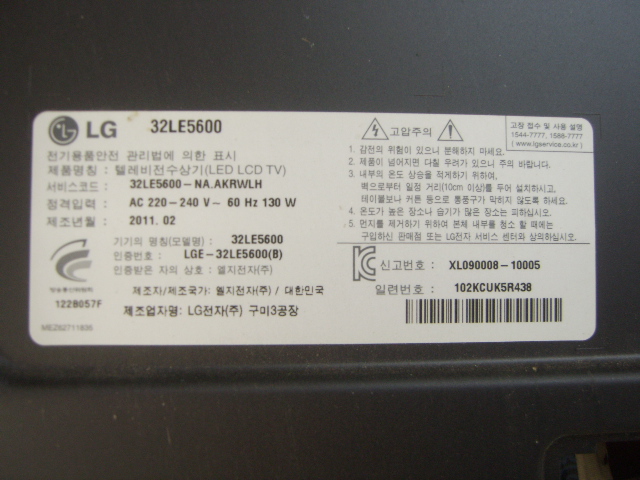 LG 32LE5600
전기용품안전 관리법에 의한 표시
제품명칭 : 텔레비전수상기(LED LCD TV)
서비스코드 : 32LE5600-NA.AKRWLH
정격입력 : AC 220-240 V~ 60 Hz 130 W
제조년월 : 2011. 02
기기의 명칭(모델명) : 32LE5600
인증번호 : LGE-32LE5600(B)
인증받은 자의 상호 : 엘지전자(주)
방송통신위원회
1228057F
제조자/제조국가: 엘지전자(주) / 대한민국
제조업자명: LG전자(주) 구미3공장
MEZ62711835
고압주의
고장 접수 및 사용 설명
1544-7777, 1588-7777
( www.lgservice.co.kr )
1. 감전의 위험이 있으니 분해하지 마세요.
2. 제품이 넘어지면 다칠 우려가 있으니 주의 바랍니다.
3. 내부의 온도 상승을 적게하기 위하여,
벽으로부터 일정 거리(10cm 이상)를 두어 설치하시고,
테이블보나 커튼 등으로 통풍구가 막히지 않도록 하세요.
4. 온도가 높은 장소나 습기가 많은 장소는 피하십시오.
5. 먼지를 제거하기 위하여 본체 내부의 청소를 할 때에는
구입하신 판매점 또는 LG전자 서비스 센터와 상의하십시오.
신고번호 : XL090008-10005
일련번호 : 102KCUK5R438